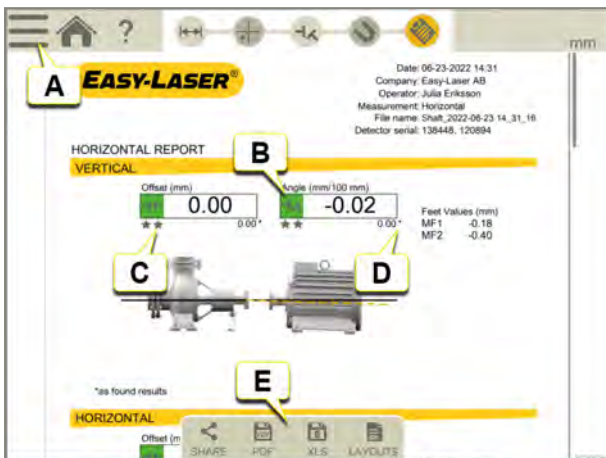 ?
mm
A
EASY-LASER®
Date: 06-23-2022 14:31
Company: Easy-Laser AB
Operator: Julia Eriksson
Measurement: Horizontal
File name: Shaft_2022-06-23 14_31_16
Detector serial: 138448, 120894
HORIZONTAL REPORT
B
VERTICAL
Offset (mm)
Angle (mm/100 mm)
0.00
-0.02
0.00 *
0.00 *
Feet Values (mm)
MF1 -0.18
MF2 -0.40
C
D
*as found results
E
HORIZONTAL
Offset (m
SHARE
PDF
XLS
LAYOUTS